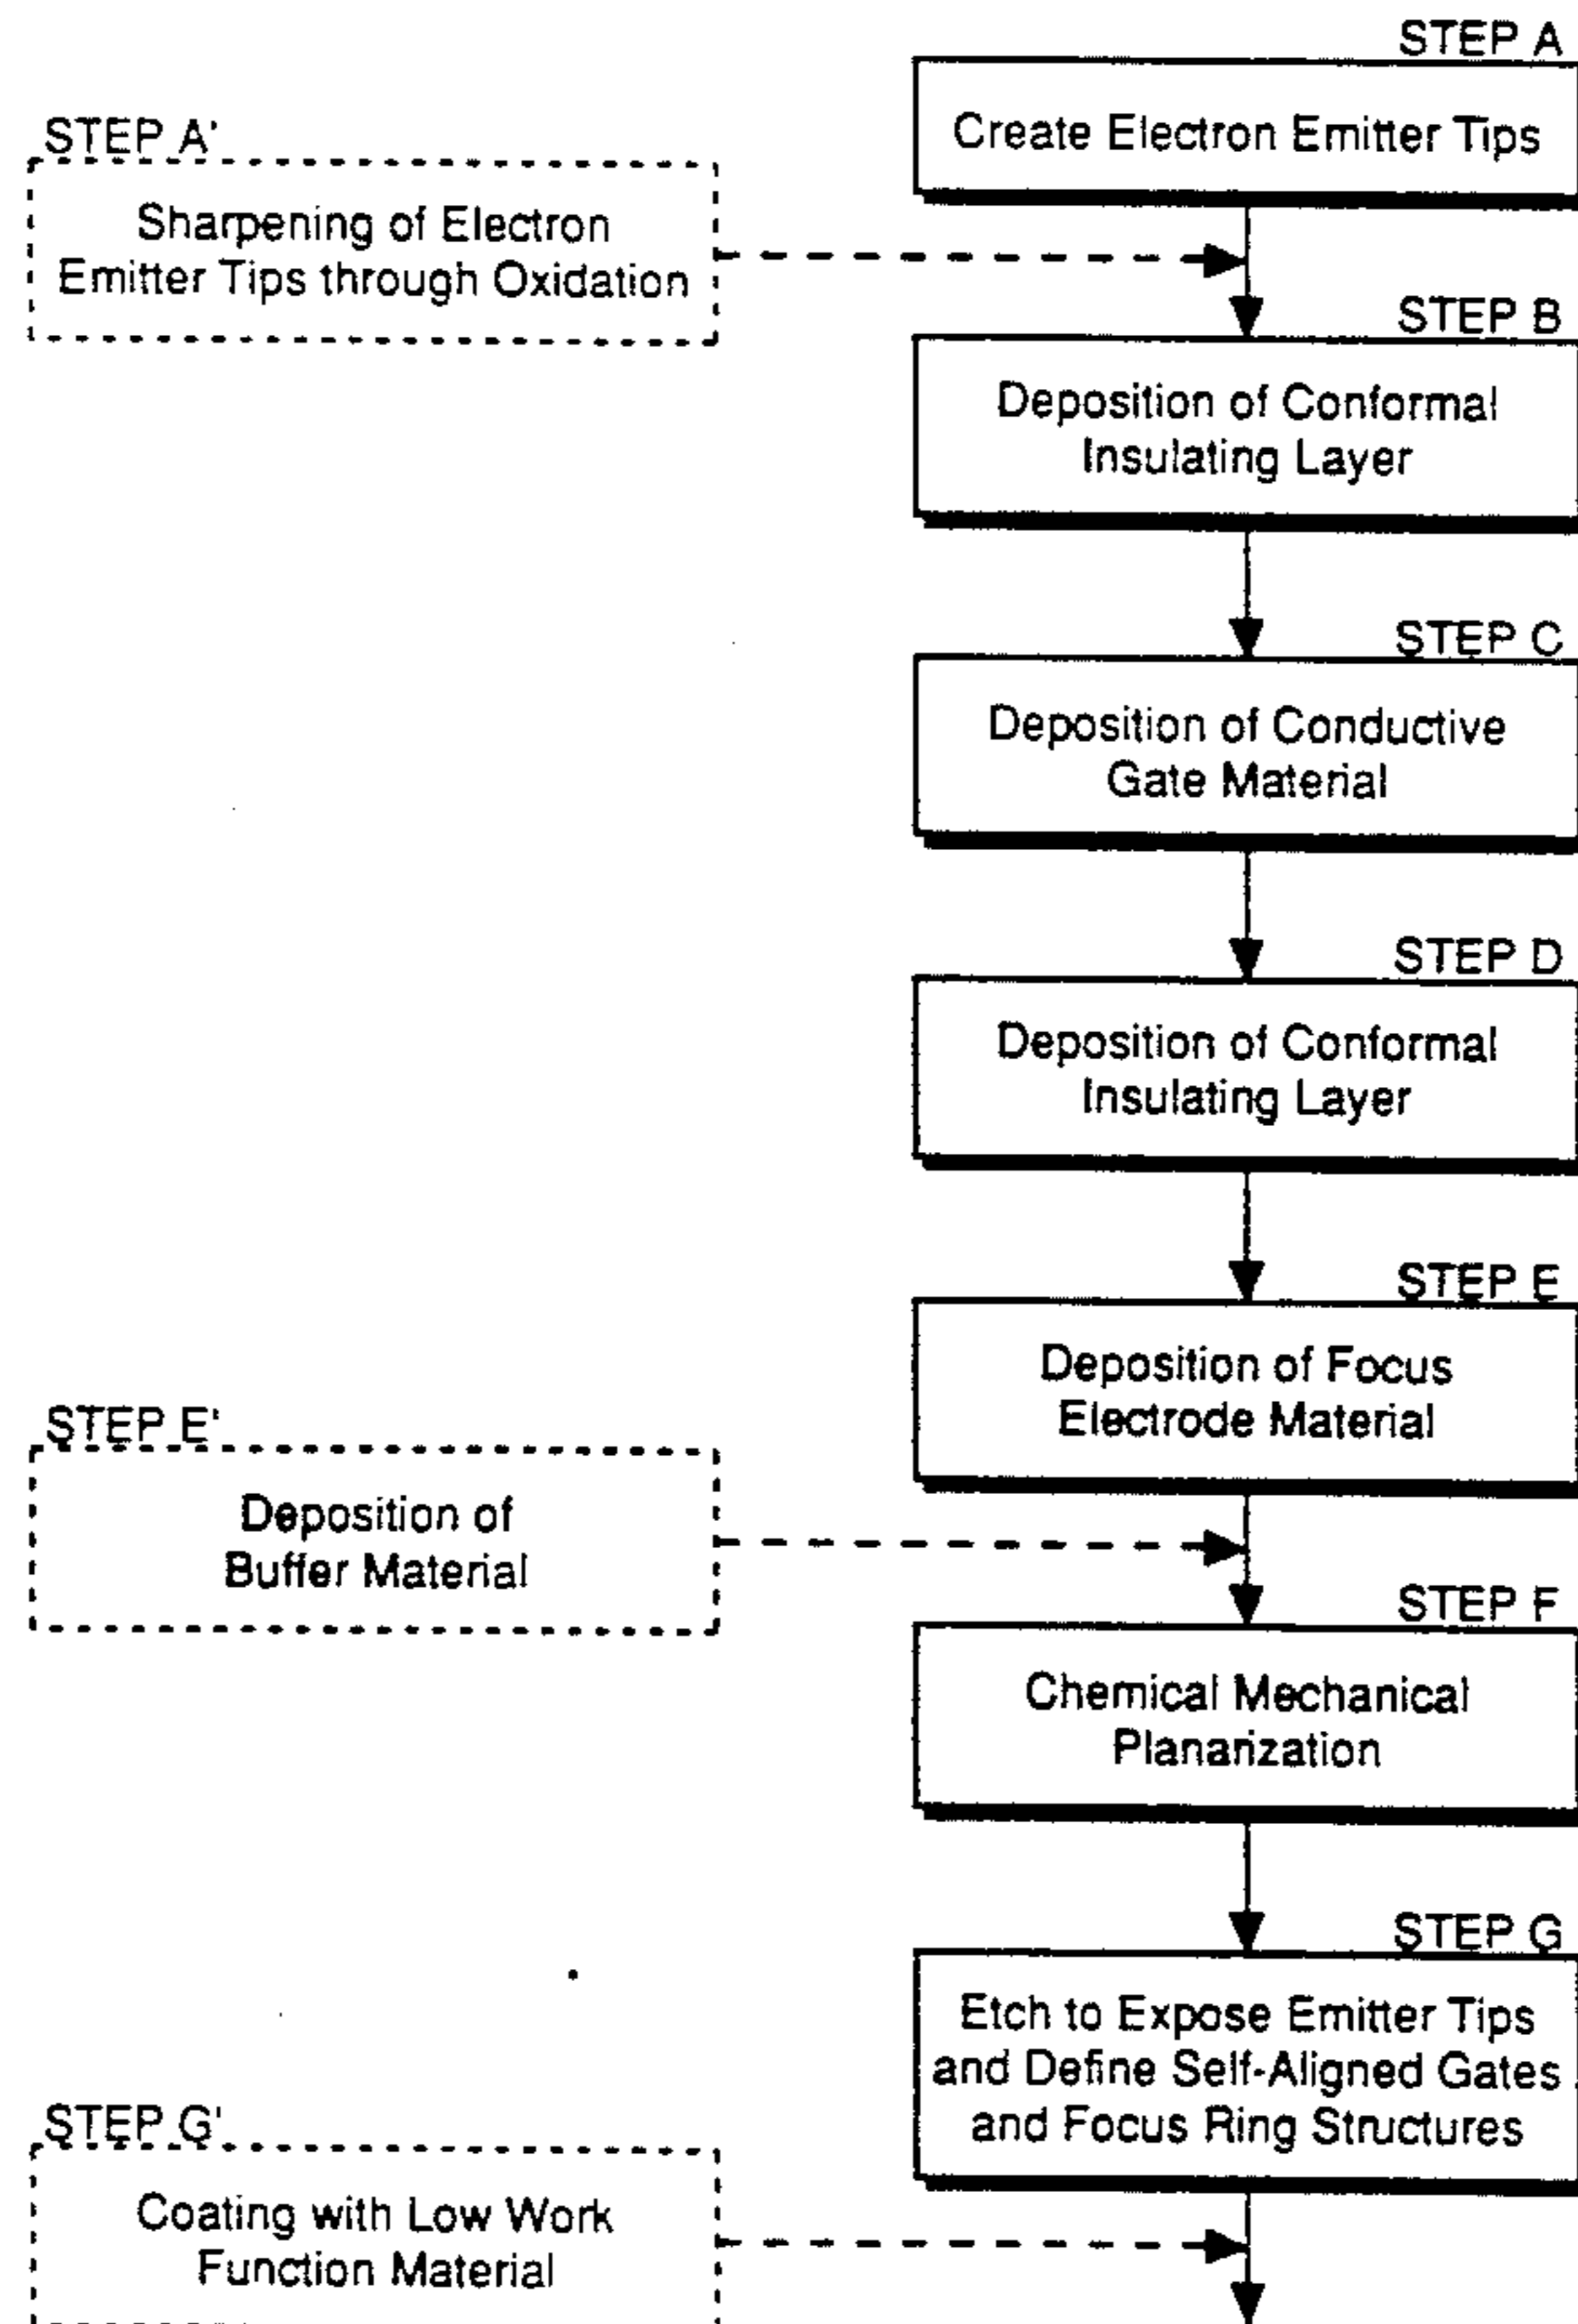 STEP A
Create Electron Emitter Tips
STEP A'
Sharpening of Electron
Emitter Tips through Oxidation
STEP B
Deposition of Conformal
Insulating Layer
STEP C
Deposition of Conductive
Gate Material
STEP D
Deposition of Conformal
Insulating Layer
STEP E
Deposition of Focus
Electrode Material
STEP E'
Deposition of
Buffer Material
STEP F
Chemical Mechanical
Planarization
STEP G
Etch to Expose Emitter Tips
and Define Self-Aligned Gates
and Focus Ring Structures
STEP G'
Coating with Low Work
Function Material